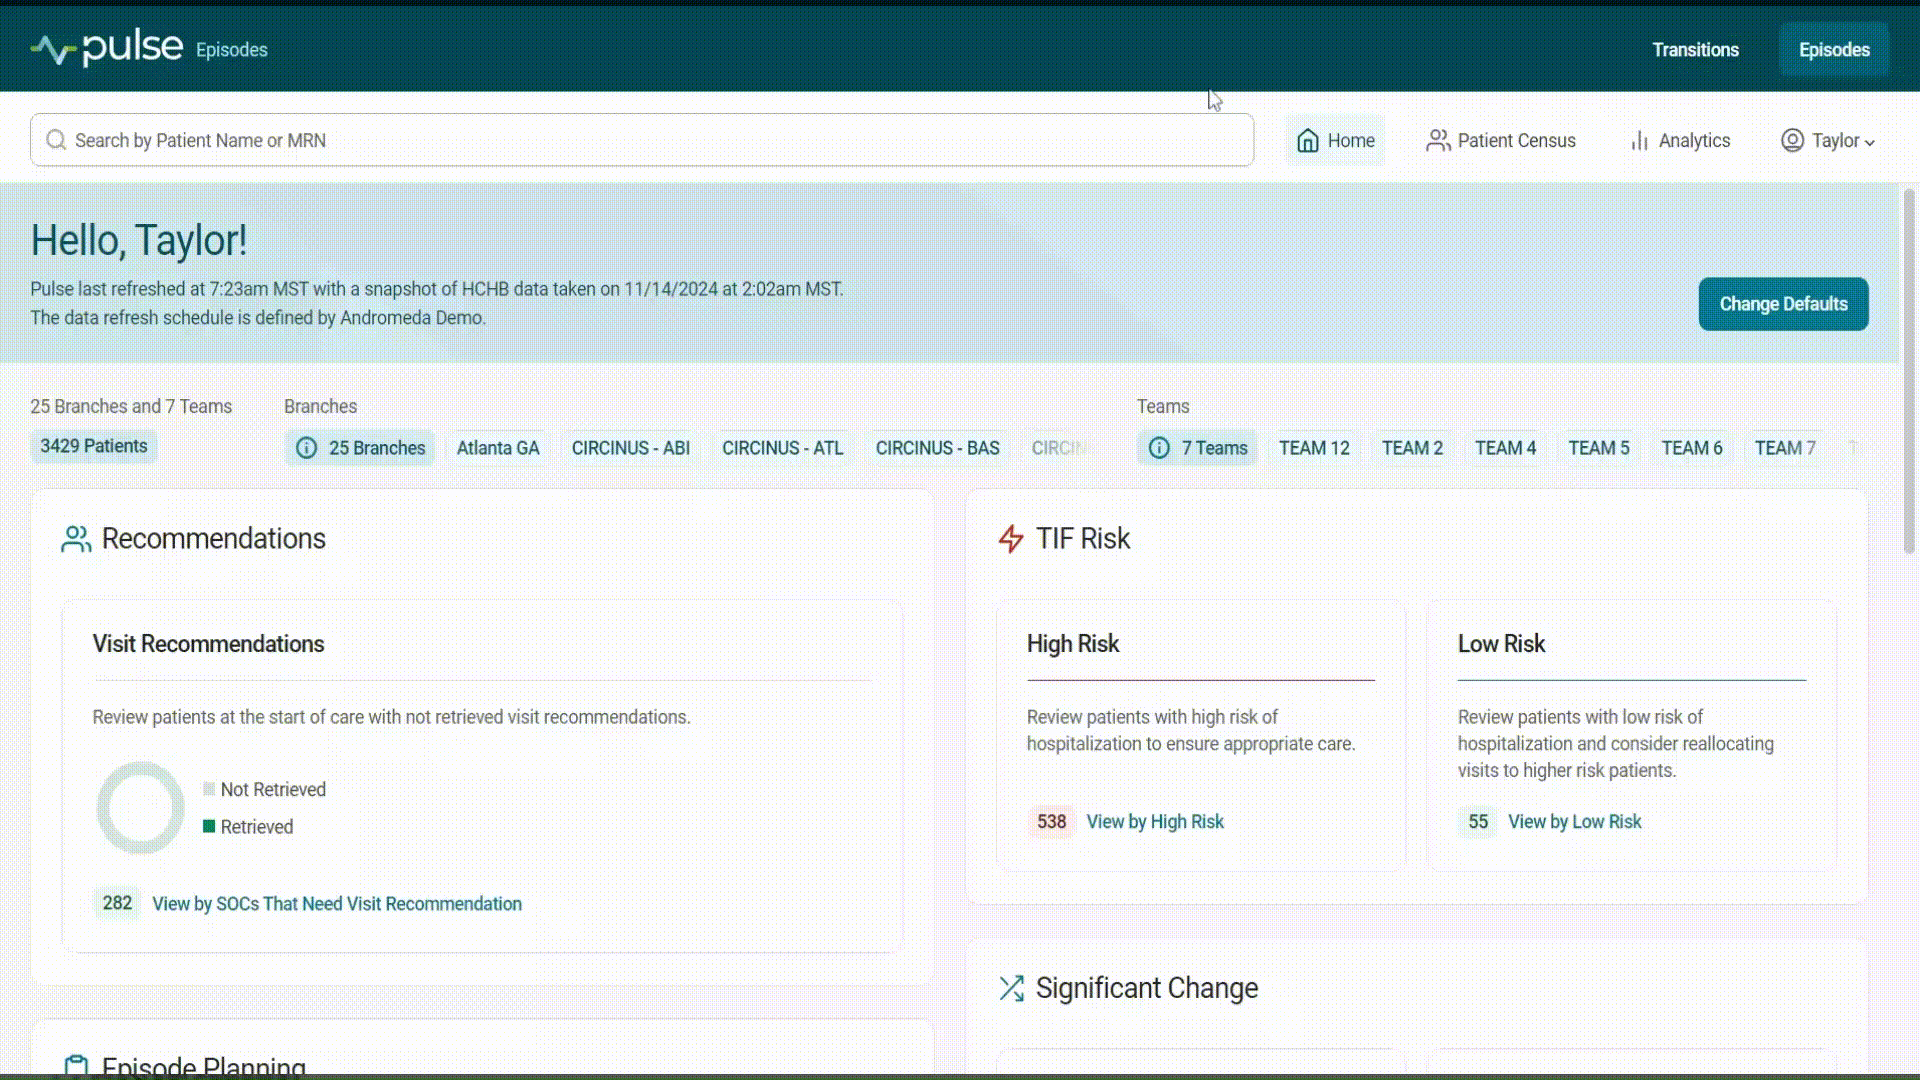 pulse Episodes
Transitions
Episodes
Search by Patient Name or MRN
Home
Patient Census
Analytics
Taylor
Hello, Taylor!
Pulse last refreshed at 7:23am MST with a snapshot of HCHB data taken on 11/14/2024 at 2:02am MST.
The data refresh schedule is defined by Andromeda Demo.
Change Defaults
25 Branches and 7 Teams
3429 Patients
Branches
25 Branches
Atlanta GA
CIRCINUS - ABI
CIRCINUS - ATL
CIRCINUS - BAS
Teams
7 Teams
TEAM 12
TEAM 2
TEAM 4
TEAM 5
TEAM 6
TEAM 7
Recommendations
Visit Recommendations
Review patients at the start of care with not retrieved visit recommendations.
Not Retrieved
Retrieved
282 View by SOCs That Need Visit Recommendation
Episode Planning
TIF Risk
High Risk
Review patients with high risk of
hospitalization to ensure appropriate care.
538 View by High Risk
Low Risk
Review patients with low risk of
hospitalization and consider reallocating
visits to higher risk patients.
55 View by Low Risk
Significant Change